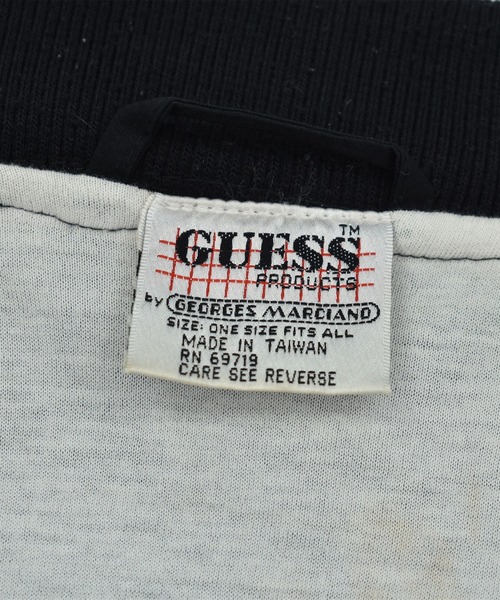 GUESS™
PRODUCTS
by GEORGES MARCIANO
SIZE: ONE SIZE FITS ALL
MADE IN TAIWAN
RN 69719
CARE SEE REVERSE